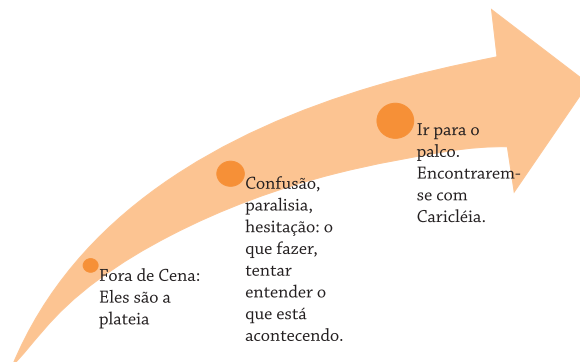 Fora de Cena:
Eles são a
plateia
Confusão,
paralisia,
hesitação: o
que fazer,
tentar
entender o
que está
acontecendo.
Ir para o
palco.
Encontrarem-
se com
Caricléia.